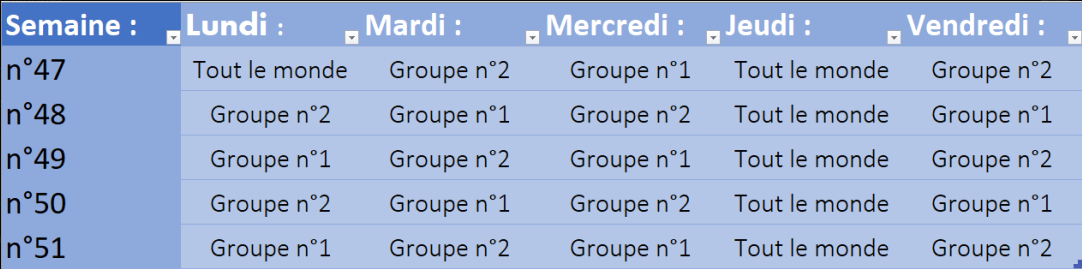 Semaine : Lundi : Mardi : Mercredi : Jeudi : Vendredi :
n°47 Tout le monde Groupe n°2 Groupe n°1 Tout le monde Groupe n°2
n°48 Groupe n°2 Groupe n°1 Groupe n°2 Tout le monde Groupe n°1
n°49 Groupe n°1 Groupe n°2 Groupe n°1 Tout le monde Groupe n°2
n°50 Groupe n°2 Groupe n°1 Groupe n°2 Tout le monde Groupe n°1
n°51 Groupe n°1 Groupe n°2 Groupe n°1 Tout le monde Groupe n°2